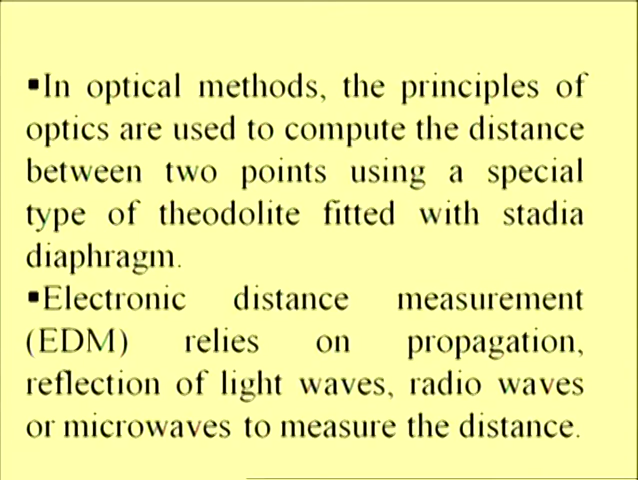 ▪In optical methods, the principles of
optics are used to compute the distance
between two points using a special
type of theodolite fitted with stadia
diaphragm.
▪Electronic distance measurement
(EDM) relies on propagation,
reflection of light waves, radio waves
or microwaves to measure the distance.